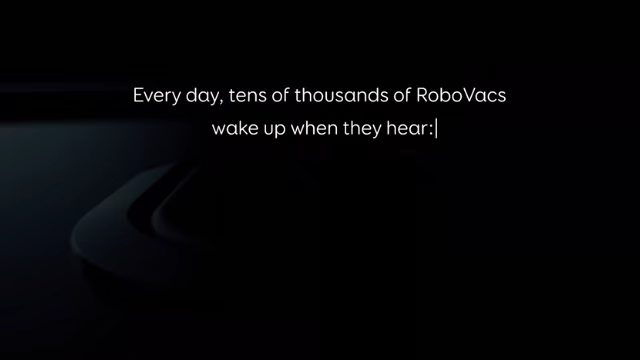 Every day, tens of thousands of RoboVacs
wake up when they hear: